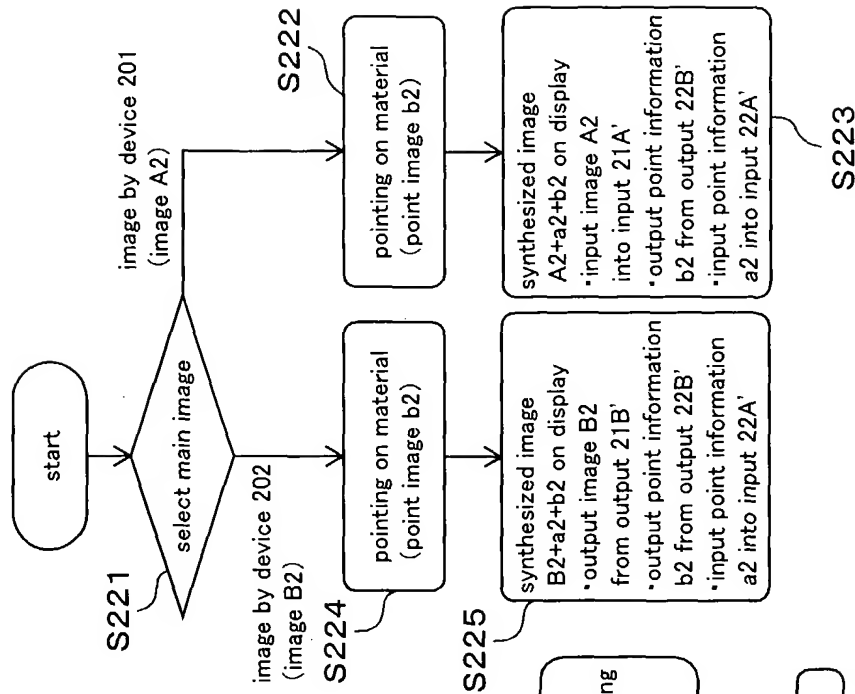 start
S221
select main image
image by device 201
(image A2)
image by device 202
(image B2)
S222
pointing on material
(point image b2)
S224
pointing on material
(point image b2)
synthesized image
A2+a2+b2 on display
･input image A2
into input 21A'
･output point information
b2 from output 22B'
･input point information
a2 into input 22A'
S223
S225
synthesized image
B2+a2+b2 on display
･output image B2
from output 21B'
･output point information
b2 from output 22B'
･input point information
a2 into input 22A'
ng